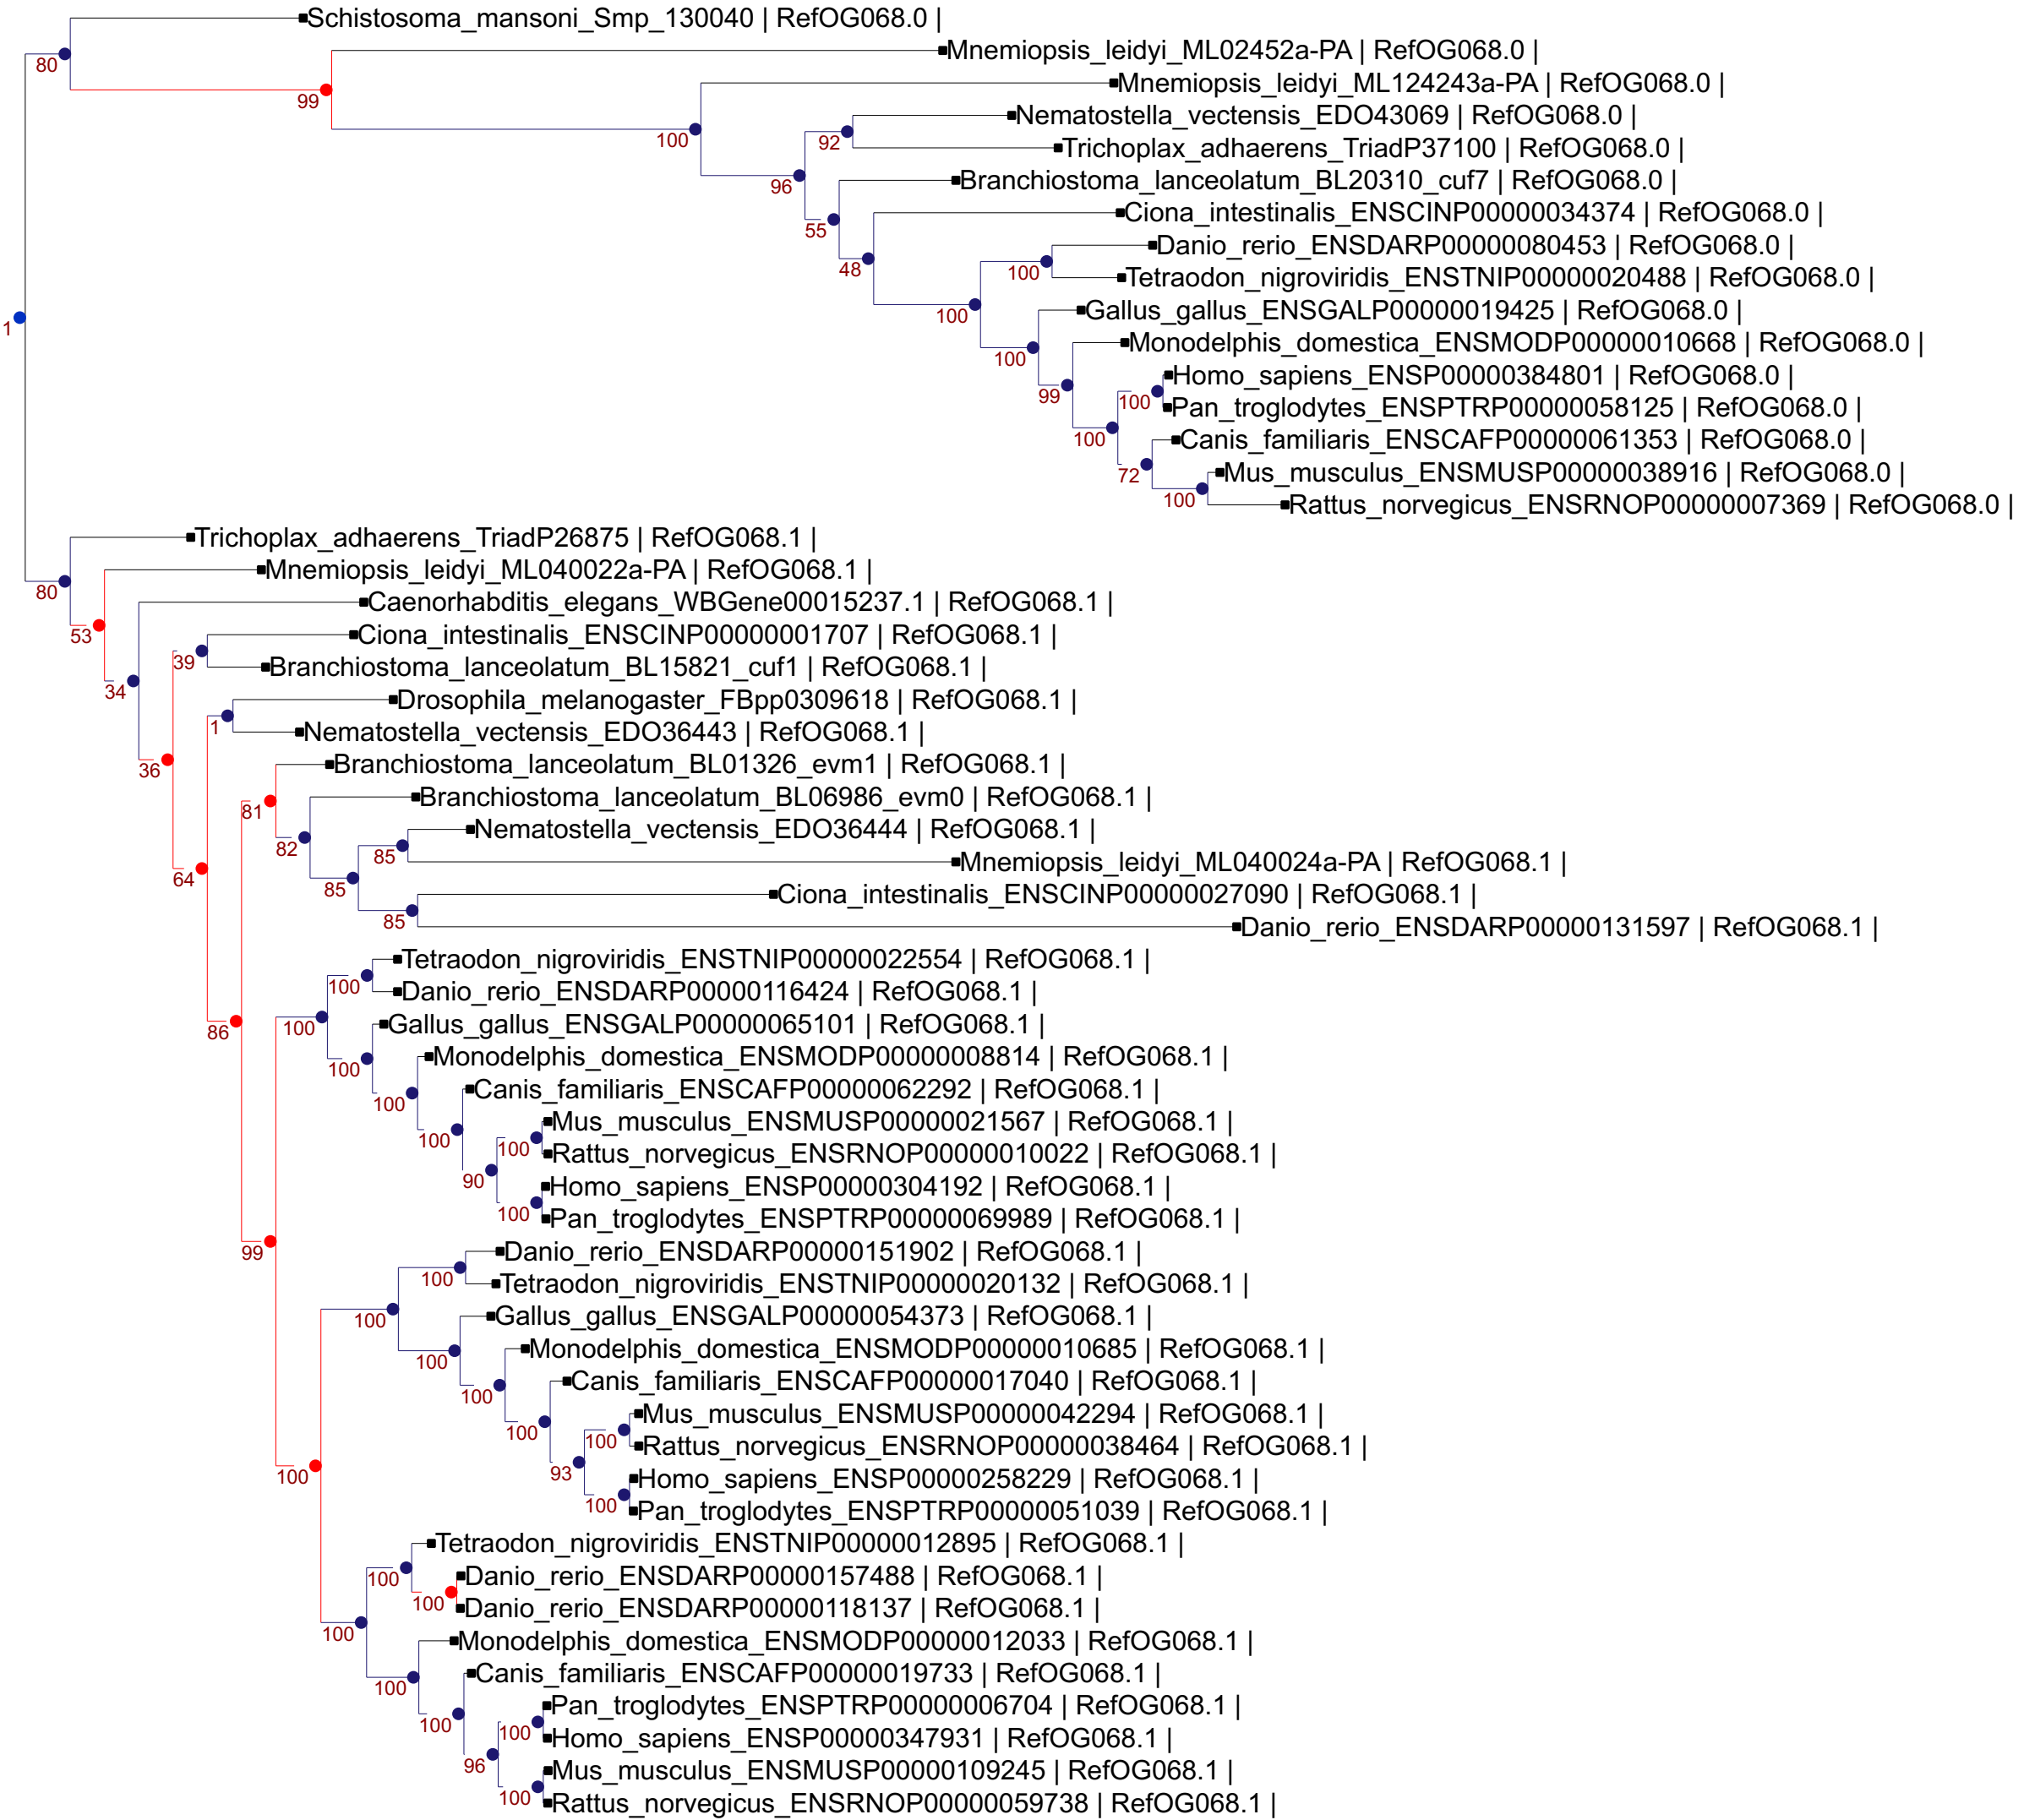 Schistosoma_mansoni_Smp_130040 | RefOG068.0 |
80
Mnemiopsis_leidyi_ML02452a-PA | RefOG068.0 |
99
Mnemiopsis_leidyi_ML124243a-PA | RefOG068.0 |
100
Nematostella_vectensis_EDO43069 | RefOG068.0 |
92
Trichoplax_adhaerens_TriadP37100 | RefOG068.0 |
96
Branchiostoma_lanceolatum_BL20310_cuf7 | RefOG068.0 |
55
Ciona_intestinalis_ENSCINP00000034374 | RefOG068.0 |
48
Danio_rerio_ENSDARP00000080453 | RefOG068.0 |
100
Tetraodon_nigroviridis_ENSTNIP00000020488 | RefOG068.0 |
100
Gallus_gallus_ENSGALP00000019425 | RefOG068.0 |
1
100
Monodelphis_domestica_ENSMODP00000010668 | RefOG068.0 |
99
Homo_sapiens_ENSP00000384801 | RefOG068.0 |
100
Pan_troglodytes_ENSPTRP00000058125 | RefOG068.0 |
100
Canis_familiaris_ENSCAFP00000061353 | RefOG068.0 |
72
Mus_musculus_ENSMUSP00000038916 | RefOG068.0 |
100
Rattus_norvegicus_ENSRNOP00000007369 | RefOG068.0 |
Trichoplax_adhaerens_TriadP26875 | RefOG068.1 |
80
Mnemiopsis_leidyi_ML040022a-PA | RefOG068.1 |
53
Caenorhabditis_elegans_WBGene00015237.1 | RefOG068.1 |
34
Ciona_intestinalis_ENSCINP00000001707 | RefOG068.1 |
39
Branchiostoma_lanceolatum_BL15821_cuf1 | RefOG068.1 |
36
Drosophila_melanogaster_FBpp0309618 | RefOG068.1 |
1
Nematostella_vectensis_EDO36443 | RefOG068.1 |
64
Branchiostoma_lanceolatum_BL01326_evm1 | RefOG068.1 |
81
Branchiostoma_lanceolatum_BL06986_evm0 | RefOG068.1 |
82
Nematostella_vectensis_EDO36444 | RefOG068.1 |
85
Mnemiopsis_leidyi_ML040024a-PA | RefOG068.1 |
85
Ciona_intestinalis_ENSCINP00000027090 | RefOG068.1 |
85
Danio_rerio_ENSDARP00000131597 | RefOG068.1 |
86
Tetraodon_nigroviridis_ENSTNIP00000022554 | RefOG068.1 |
100
Danio_rerio_ENSDARP00000116424 | RefOG068.1 |
100
Gallus_gallus_ENSGALP00000065101 | RefOG068.1 |
100
Monodelphis_domestica_ENSMODP00000008814 | RefOG068.1 |
100
Canis_familiaris_ENSCAFP00000062292 | RefOG068.1 |
100
Mus_musculus_ENSMUSP00000021567 | RefOG068.1 |
100
Rattus_norvegicus_ENSRNOP00000010022 | RefOG068.1 |
90
Homo_sapiens_ENSP00000304192 | RefOG068.1 |
100
Pan_troglodytes_ENSPTRP00000069989 | RefOG068.1 |
99
Danio_rerio_ENSDARP00000151902 | RefOG068.1 |
100
Tetraodon_nigroviridis_ENSTNIP00000020132 | RefOG068.1 |
100
Gallus_gallus_ENSGALP00000054373 | RefOG068.1 |
100
Monodelphis_domestica_ENSMODP00000010685 | RefOG068.1 |
100
Canis_familiaris_ENSCAFP00000017040 | RefOG068.1 |
100
Mus_musculus_ENSMUSP00000042294 | RefOG068.1 |
100
Rattus_norvegicus_ENSRNOP00000038464 | RefOG068.1 |
93
Homo_sapiens_ENSP00000258229 | RefOG068.1 |
100
Pan_troglodytes_ENSPTRP00000051039 | RefOG068.1 |
100
Tetraodon_nigroviridis_ENSTNIP00000012895 | RefOG068.1 |
100
Danio_rerio_ENSDARP00000157488 | RefOG068.1 |
100
Danio_rerio_ENSDARP00000118137 | RefOG068.1 |
100
Monodelphis_domestica_ENSMODP00000012033 | RefOG068.1 |
100
Canis_familiaris_ENSCAFP00000019733 | RefOG068.1 |
100
Pan_troglodytes_ENSPTRP00000006704 | RefOG068.1 |
100
Homo_sapiens_ENSP00000347931 | RefOG068.1 |
96
Mus_musculus_ENSMUSP00000109245 | RefOG068.1 |
100
Rattus_norvegicus_ENSRNOP00000059738 | RefOG068.1 |